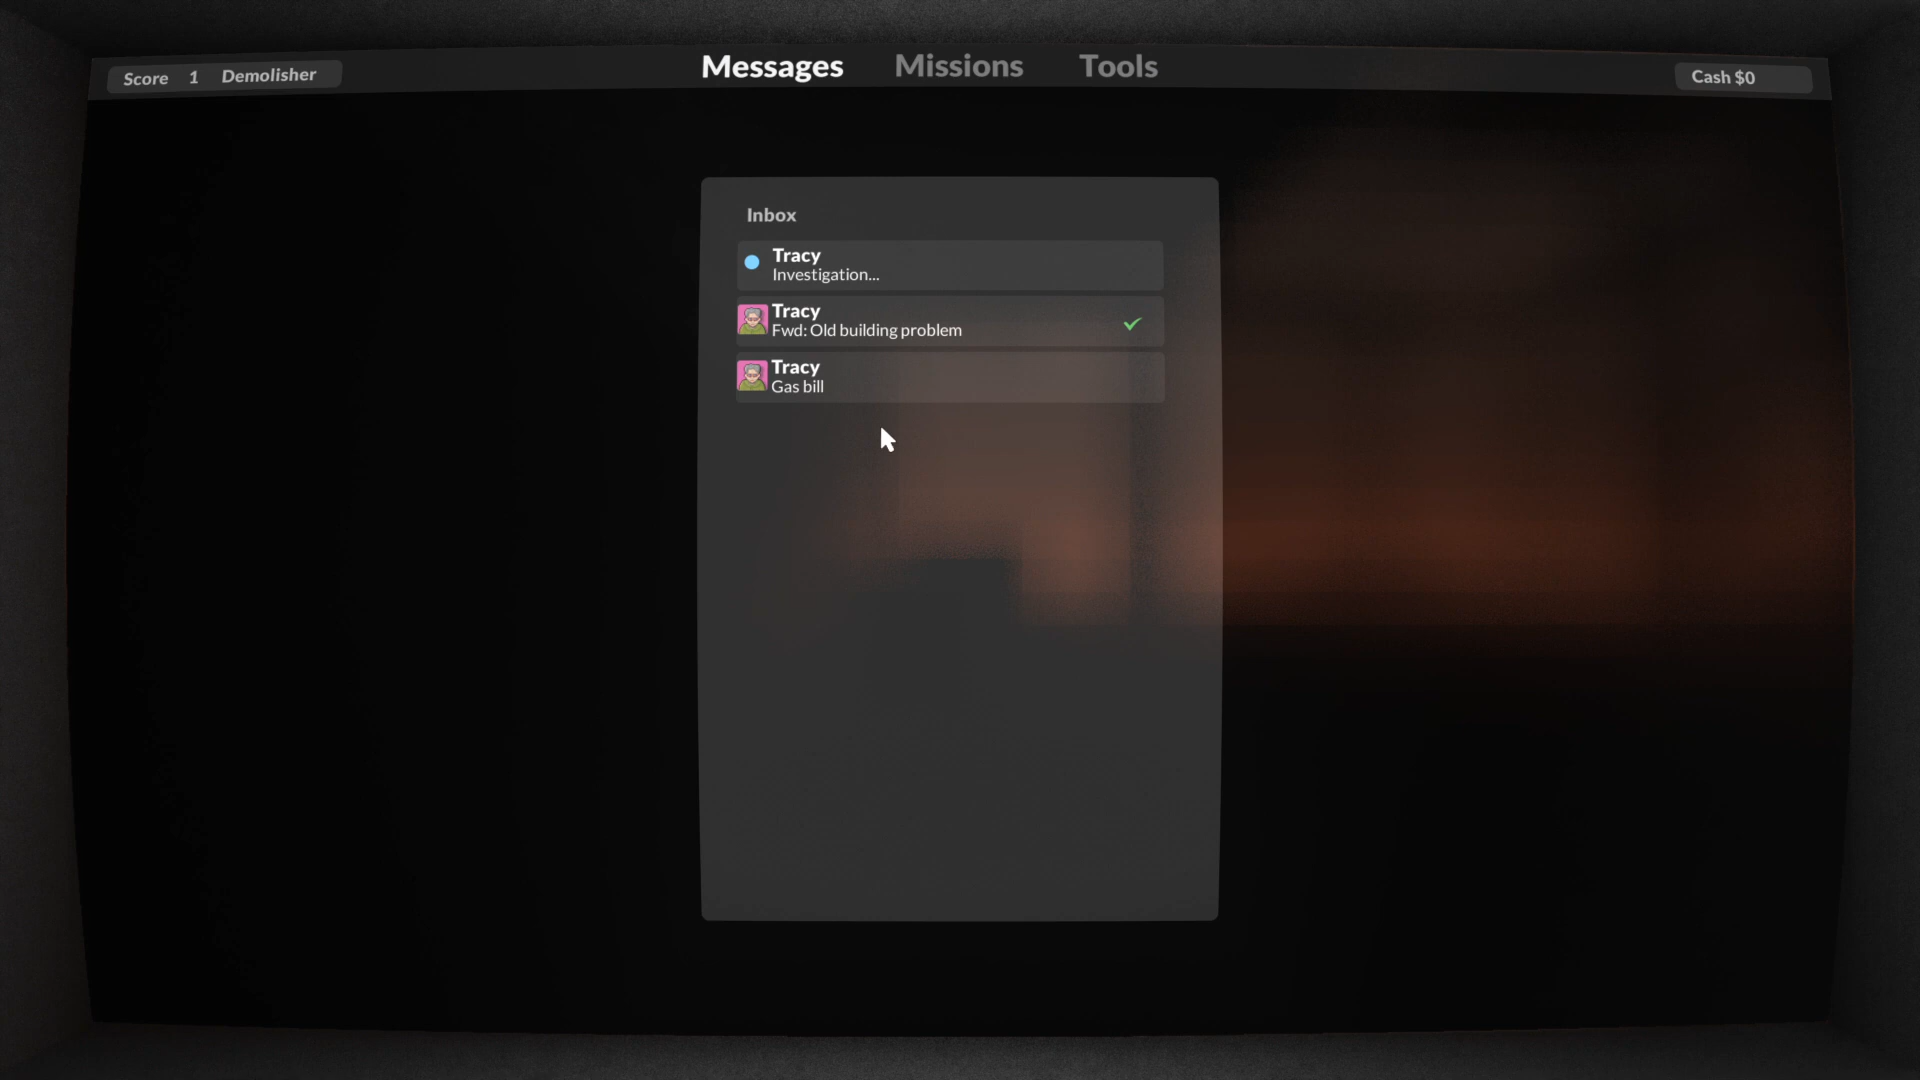 Score 1 Demolisher
Messages Missions Tools
Cash $0
Inbox
Tracy
Investigation...
Tracy
Fwd: Old building problem
Tracy
Gas bill